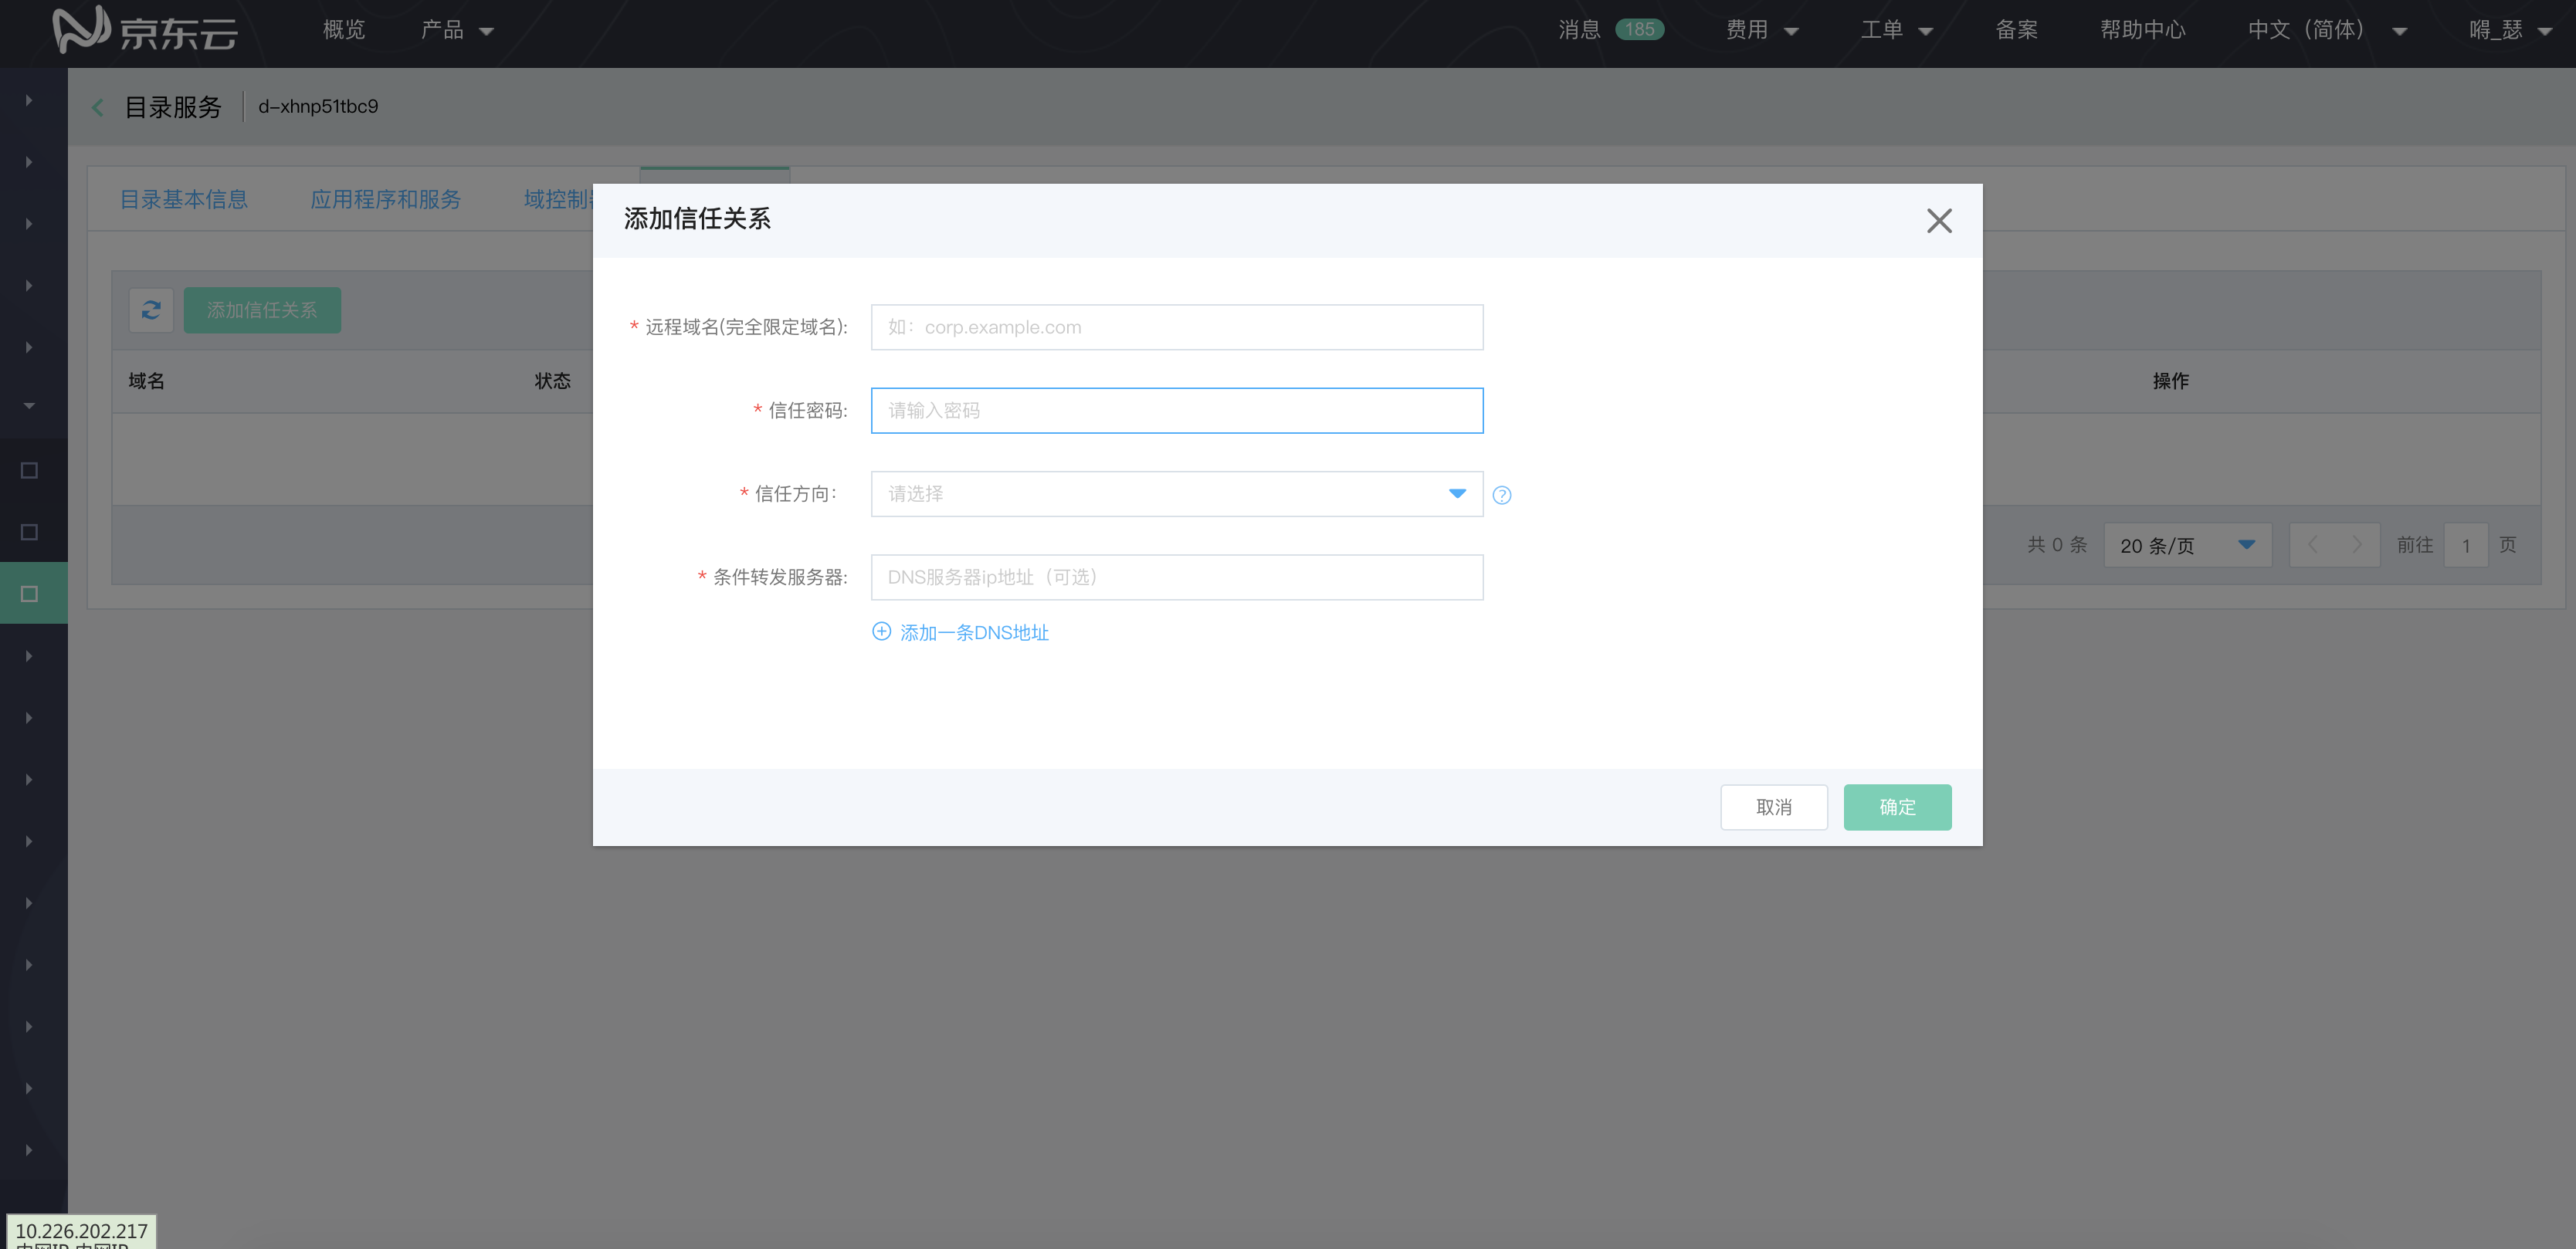 京东云 概览 产品 消息 185 费用 工单 备案 帮助中心 中文（简体） 嘚_瑟
目录服务 d-xhnp51tbc9
目录基本信息 应用程序和服务 域控制
添加信任关系
添加信任关系
域名 状态 操作
* 远程域名(完全限定域名): 如：corp.example.com
* 信任密码: 请输入密码
* 信任方向： 请选择 ?
* 条件转发服务器: DNS服务器ip地址（可选）
添加一条DNS地址
共 0 条 20 条/页 前往 1 页
取消 确定
10.226.202.217